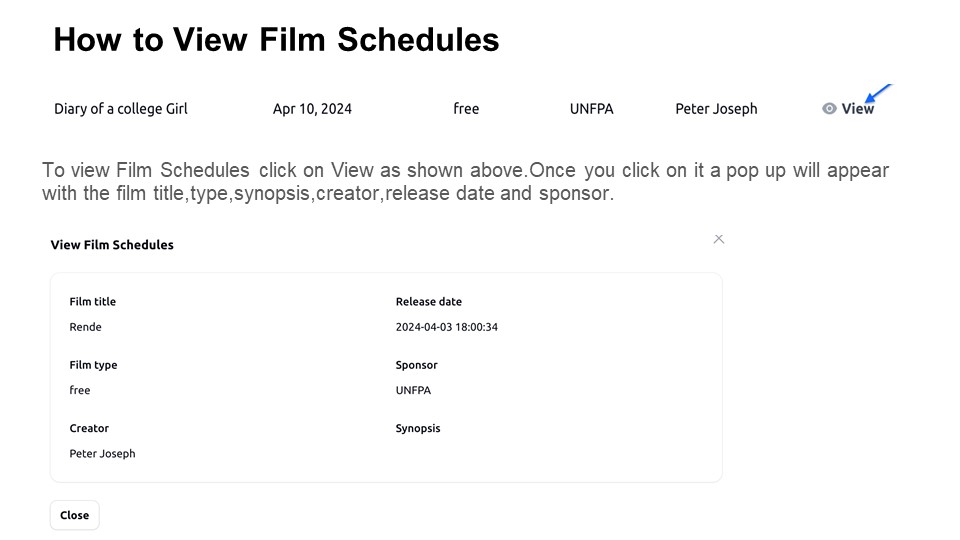 How to View Film Schedules
Diary of a college Girl Apr 10, 2024 free UNFPA Peter Joseph View
To view Film Schedules click on View as shown above.Once you click on it a pop up will appear
with the film title,type,synopsis,creator,release date and sponsor.
View Film Schedules
Film title Release date
Rende 2024-04-03 18:00:34
Film type Sponsor
free UNFPA
Creator Synopsis
Peter Joseph
Close